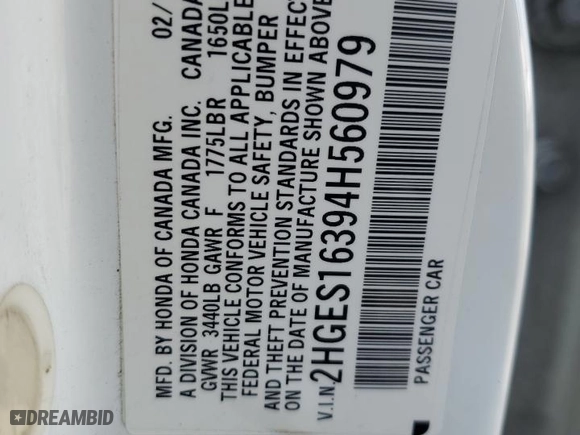 MFD. BY HONDA OF CANADA MFG. 02/
A DIVISION OF HONDA CANADA INC. CANADA
GVWR 3440LB GAWR F 1775LBR 1650L
THIS VEHICLE CONFORMS TO ALL APPLICABLE
FEDERAL MOTOR VEHICLE SAFETY, BUMPER
AND THEFT PREVENTION STANDARDS IN EFFECT
ON THE DATE OF MANUFACTURE SHOWN ABOVE
V.I.N. 2HGES16394H560979
PASSENGER CAR
DREAMBID